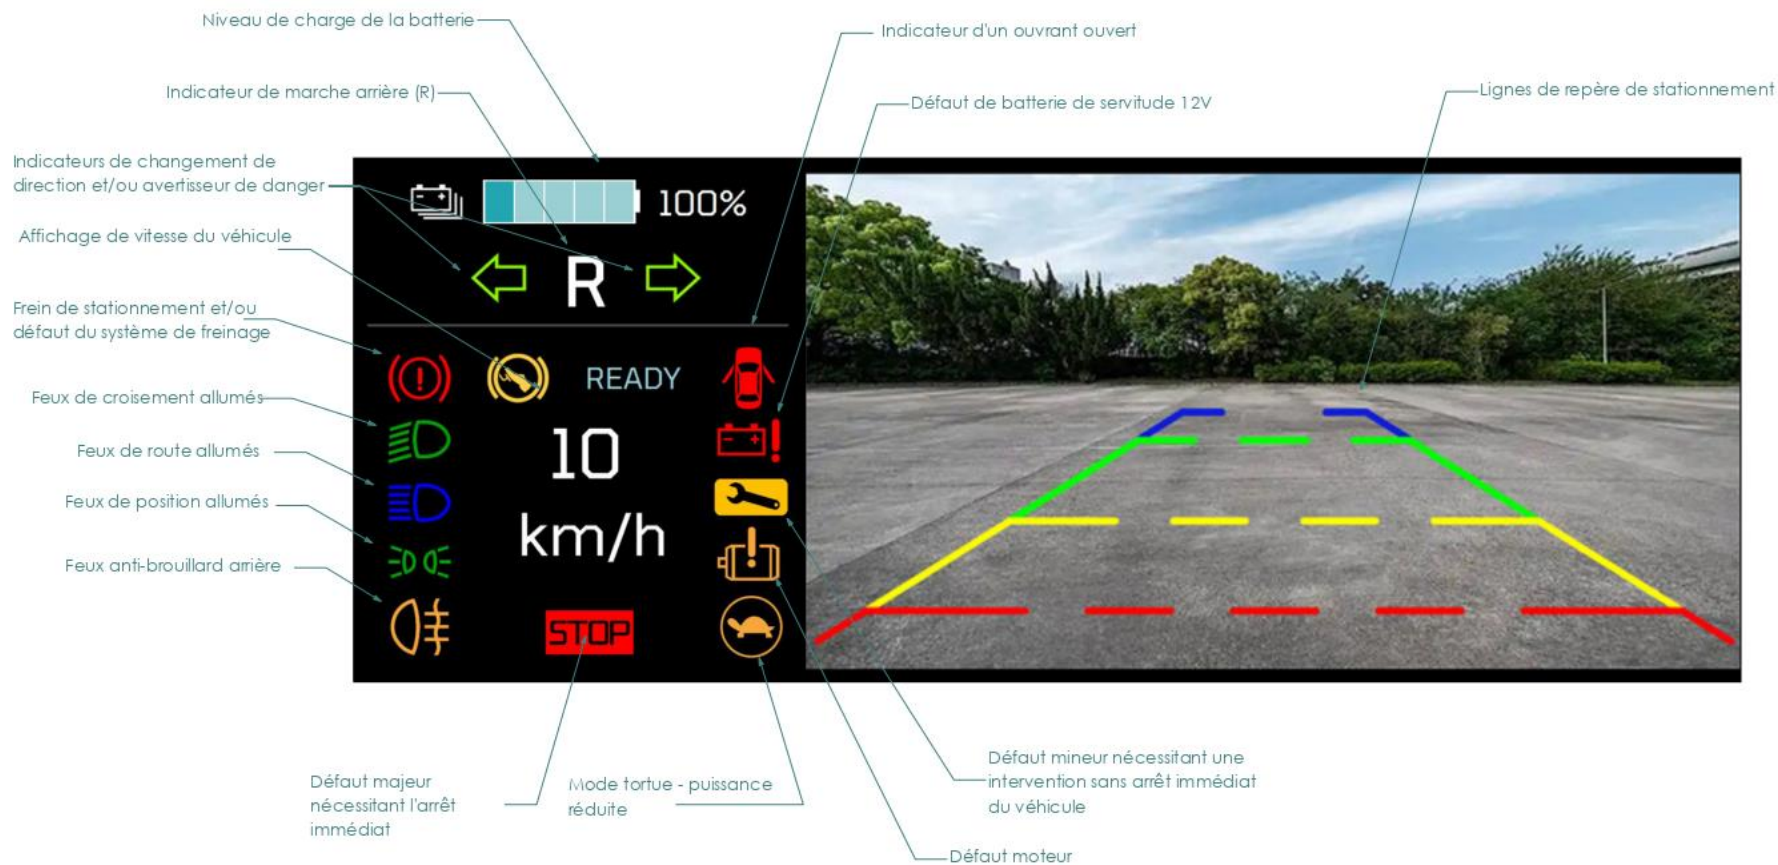 Niveau de charge de la batterie
Indicateur d'un ouvrant ouvert
Indicateur de marche arrière (R)
Défaut de batterie de servitude 12V
Lignes de repère de stationnement
Indicateurs de changement de
direction et/ou avertisseur de danger
100%
Affichage de vitesse du véhicule
R
Frein de stationnement et/ou
défaut du système de freinage
READY
Feux de croisement allumés
10
km/h
Feux de route allumés
Feux de position allumés
Feux anti-brouillard arrière
STOP
Défaut majeur
nécessitant l'arrêt
immédiat
Mode tortue - puissance
réduite
Défaut mineur nécessitant une
intervention sans arrêt immédiat
du véhicule
Défaut moteur